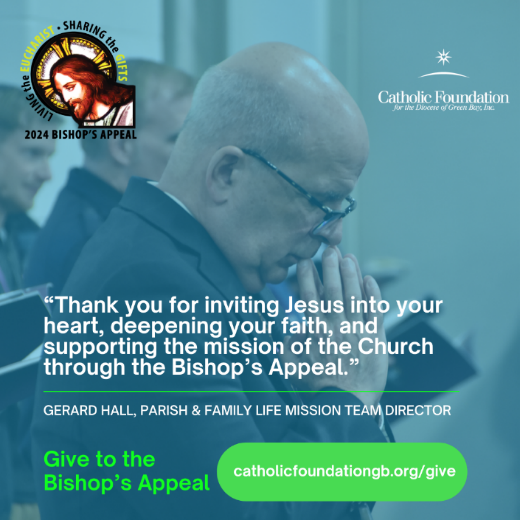 LIVING the EUCHARIST • SHARING the GIFTS
2024 BISHOP'S APPEAL
Catholic Foundation
for the Diocese of Green Bay, Inc.
“Thank you for inviting Jesus into your
heart, deepening your faith, and
supporting the mission of the Church
through the Bishop’s Appeal.”
GERARD HALL, PARISH & FAMILY LIFE MISSION TEAM DIRECTOR
Give to the
Bishop’s Appeal
catholicfoundationgb.org/give